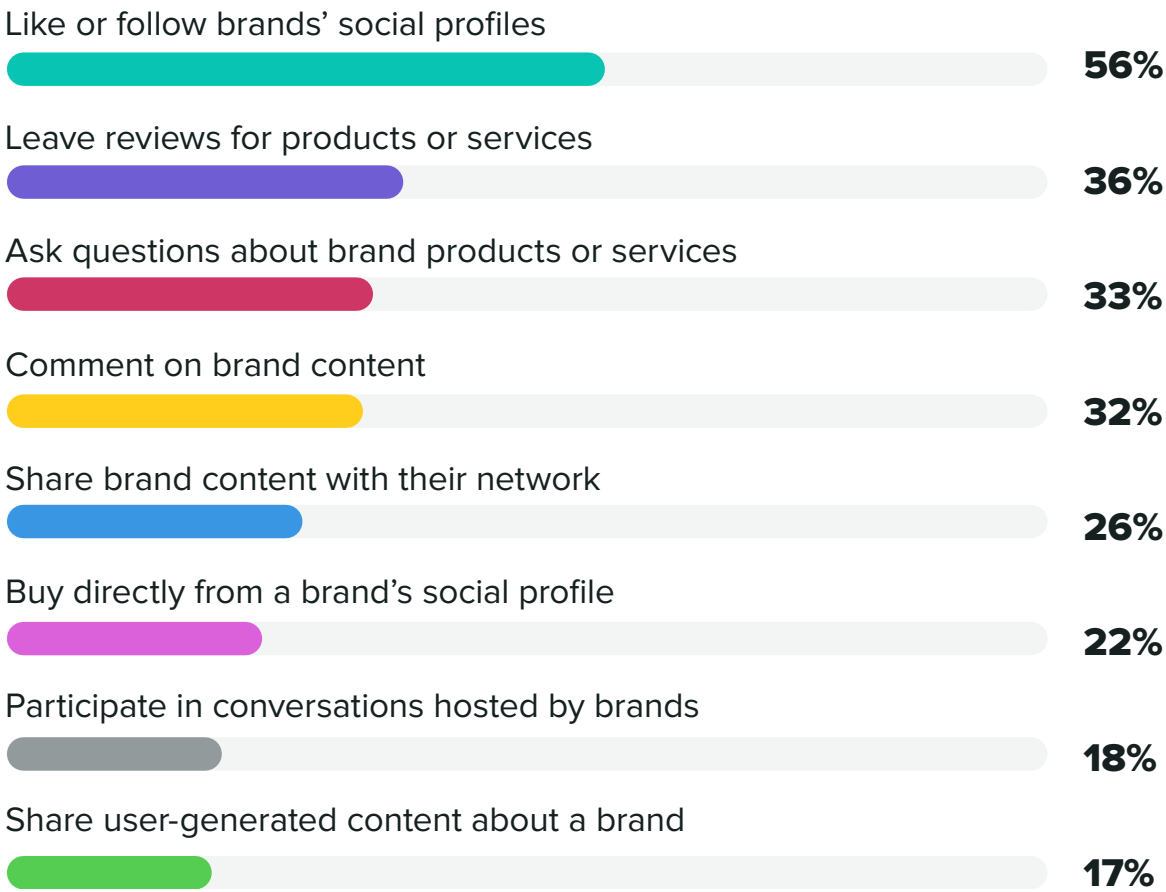 Like or follow brands’ social profiles
56%
Leave reviews for products or services
36%
Ask questions about brand products or services
33%
Comment on brand content
32%
Share brand content with their network
26%
Buy directly from a brand’s social profile
22%
Participate in conversations hosted by brands
18%
Share user-generated content about a brand
17%